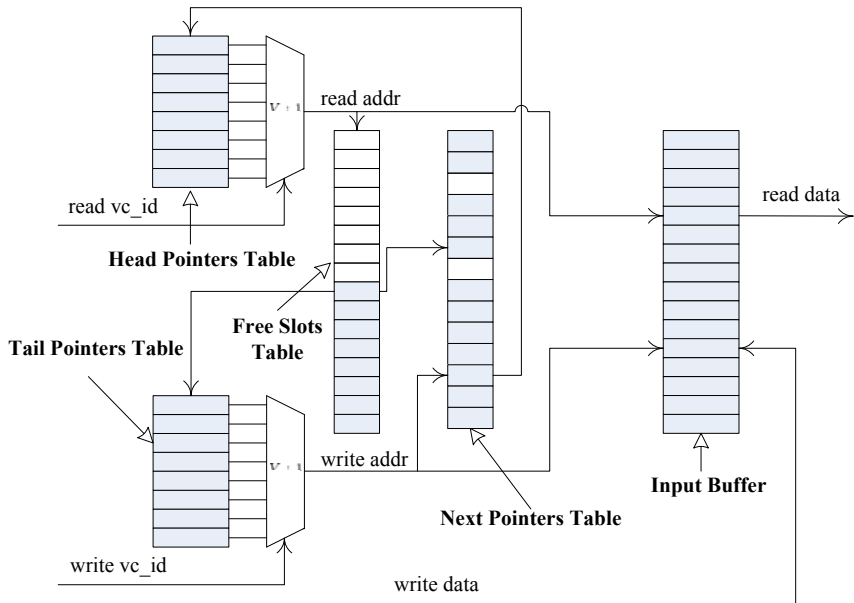 read addr
read vc_id
Head Pointers Table
read data
Free Slots
Table
Tail Pointers Table
write addr
Next Pointers Table
Input Buffer
write vc_id
write data